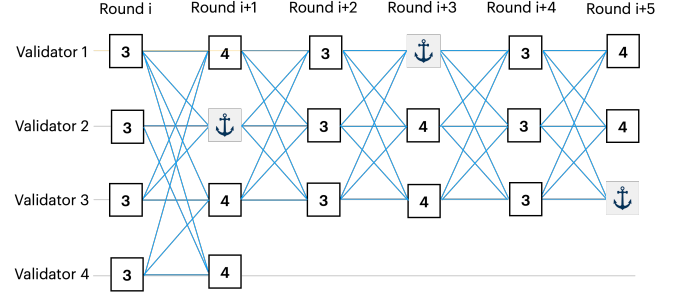 Round i Round i+1 Round i+2 Round i+3 Round i+4 Round i+5
Validator 1 3 4 3 3 4
Validator 2 3 3 4 3 4
Validator 3 3 4 3 4 3
Validator 4 3 4